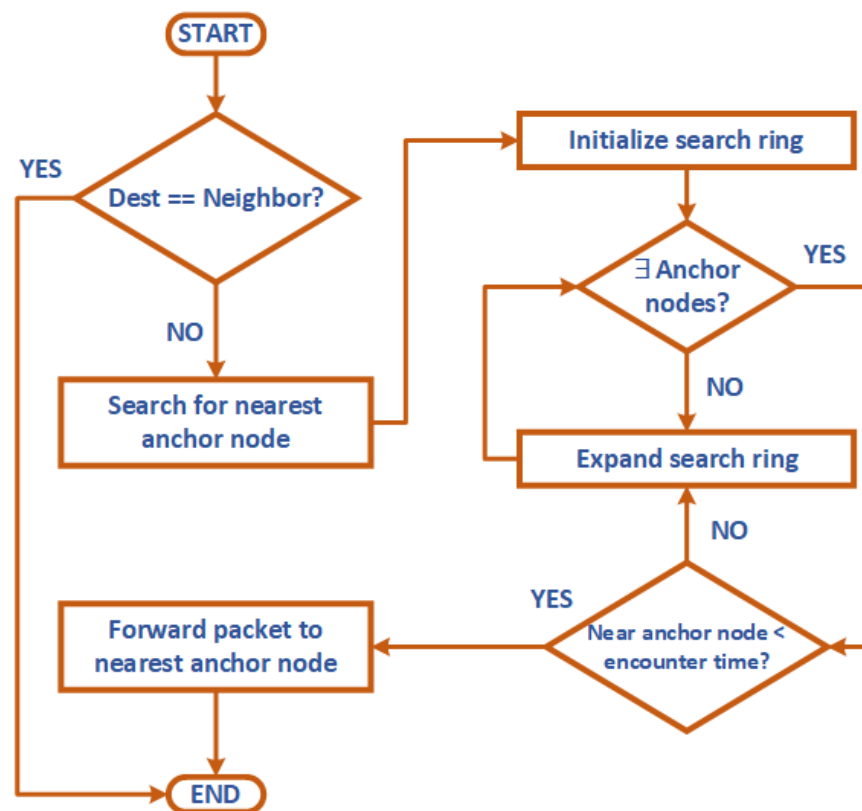 START
YES
Dest == Neighbor?
NO
Search for nearest
anchor node
Initialize search ring
∃ Anchor
nodes?
YES
NO
Expand search ring
NO
Near anchor node <
encounter time?
YES
Forward packet to
nearest anchor node
END